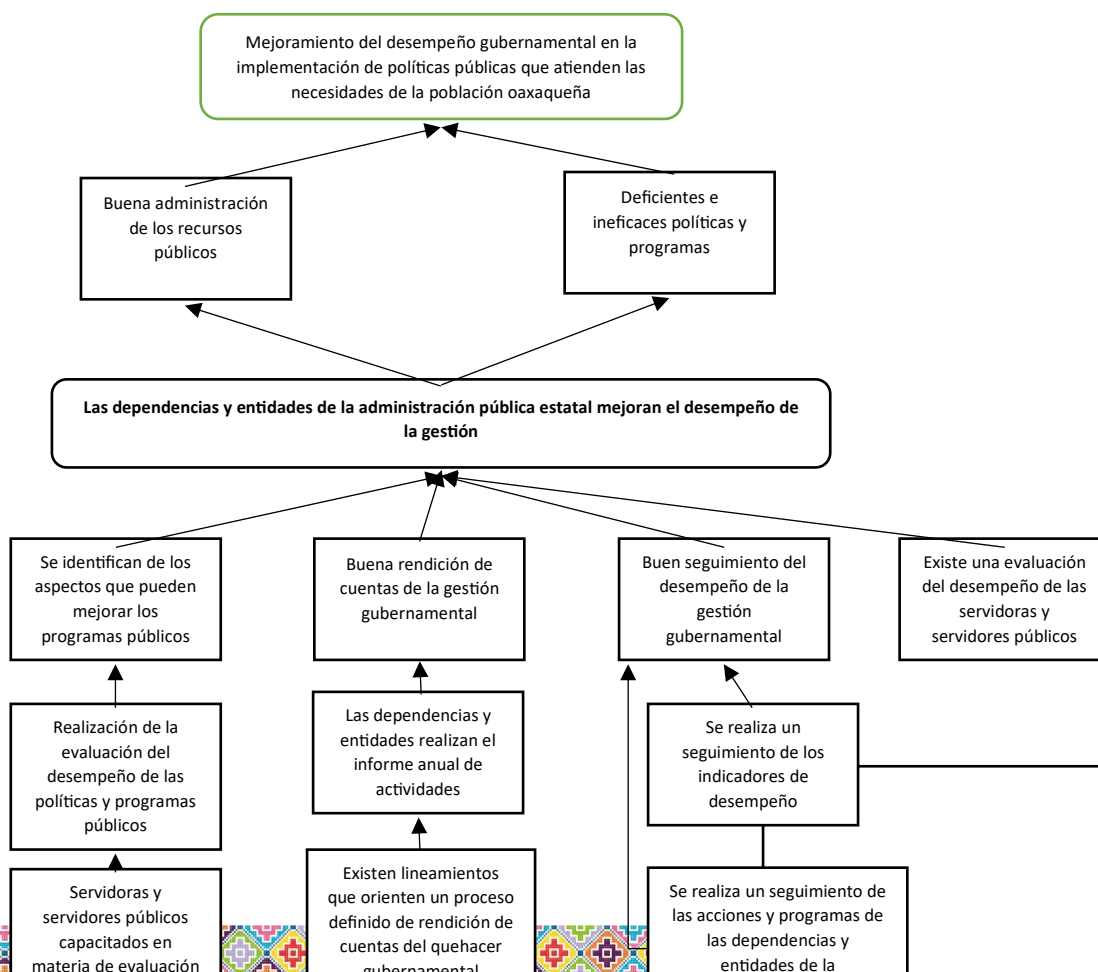 Mejoramiento del desempeño gubernamental en la
implementación de políticas públicas que atienden las
necesidades de la población oaxaqueña
Buena administración
de los recursos
públicos
Deficientes e
ineficaces políticas y
programas
Las dependencias y entidades de la administración pública estatal mejoran el desempeño de
la gestión
Se identifican de los
aspectos que pueden
mejorar los
programas públicos
Buena rendición de
cuentas de la gestión
gubernamental
Buen seguimiento del
desempeño de la
gestión
gubernamental
Existe una evaluación
del desempeño de las
servidoras y
servidores públicos
Realización de la
evaluación del
desempeño de las
políticas y programas
públicos
Las dependencias y
entidades realizan el
informe anual de
actividades
Se realiza un
seguimiento de los
indicadores de
desempeño
Servidoras y
servidores públicos
capacitados en
materia de evaluación
Existen lineamientos
que orienten un proceso
definido de rendición de
cuentas del quehacer
gubernamental
Se realiza un seguimiento de
las acciones y programas de
las dependencias y
entidades de la